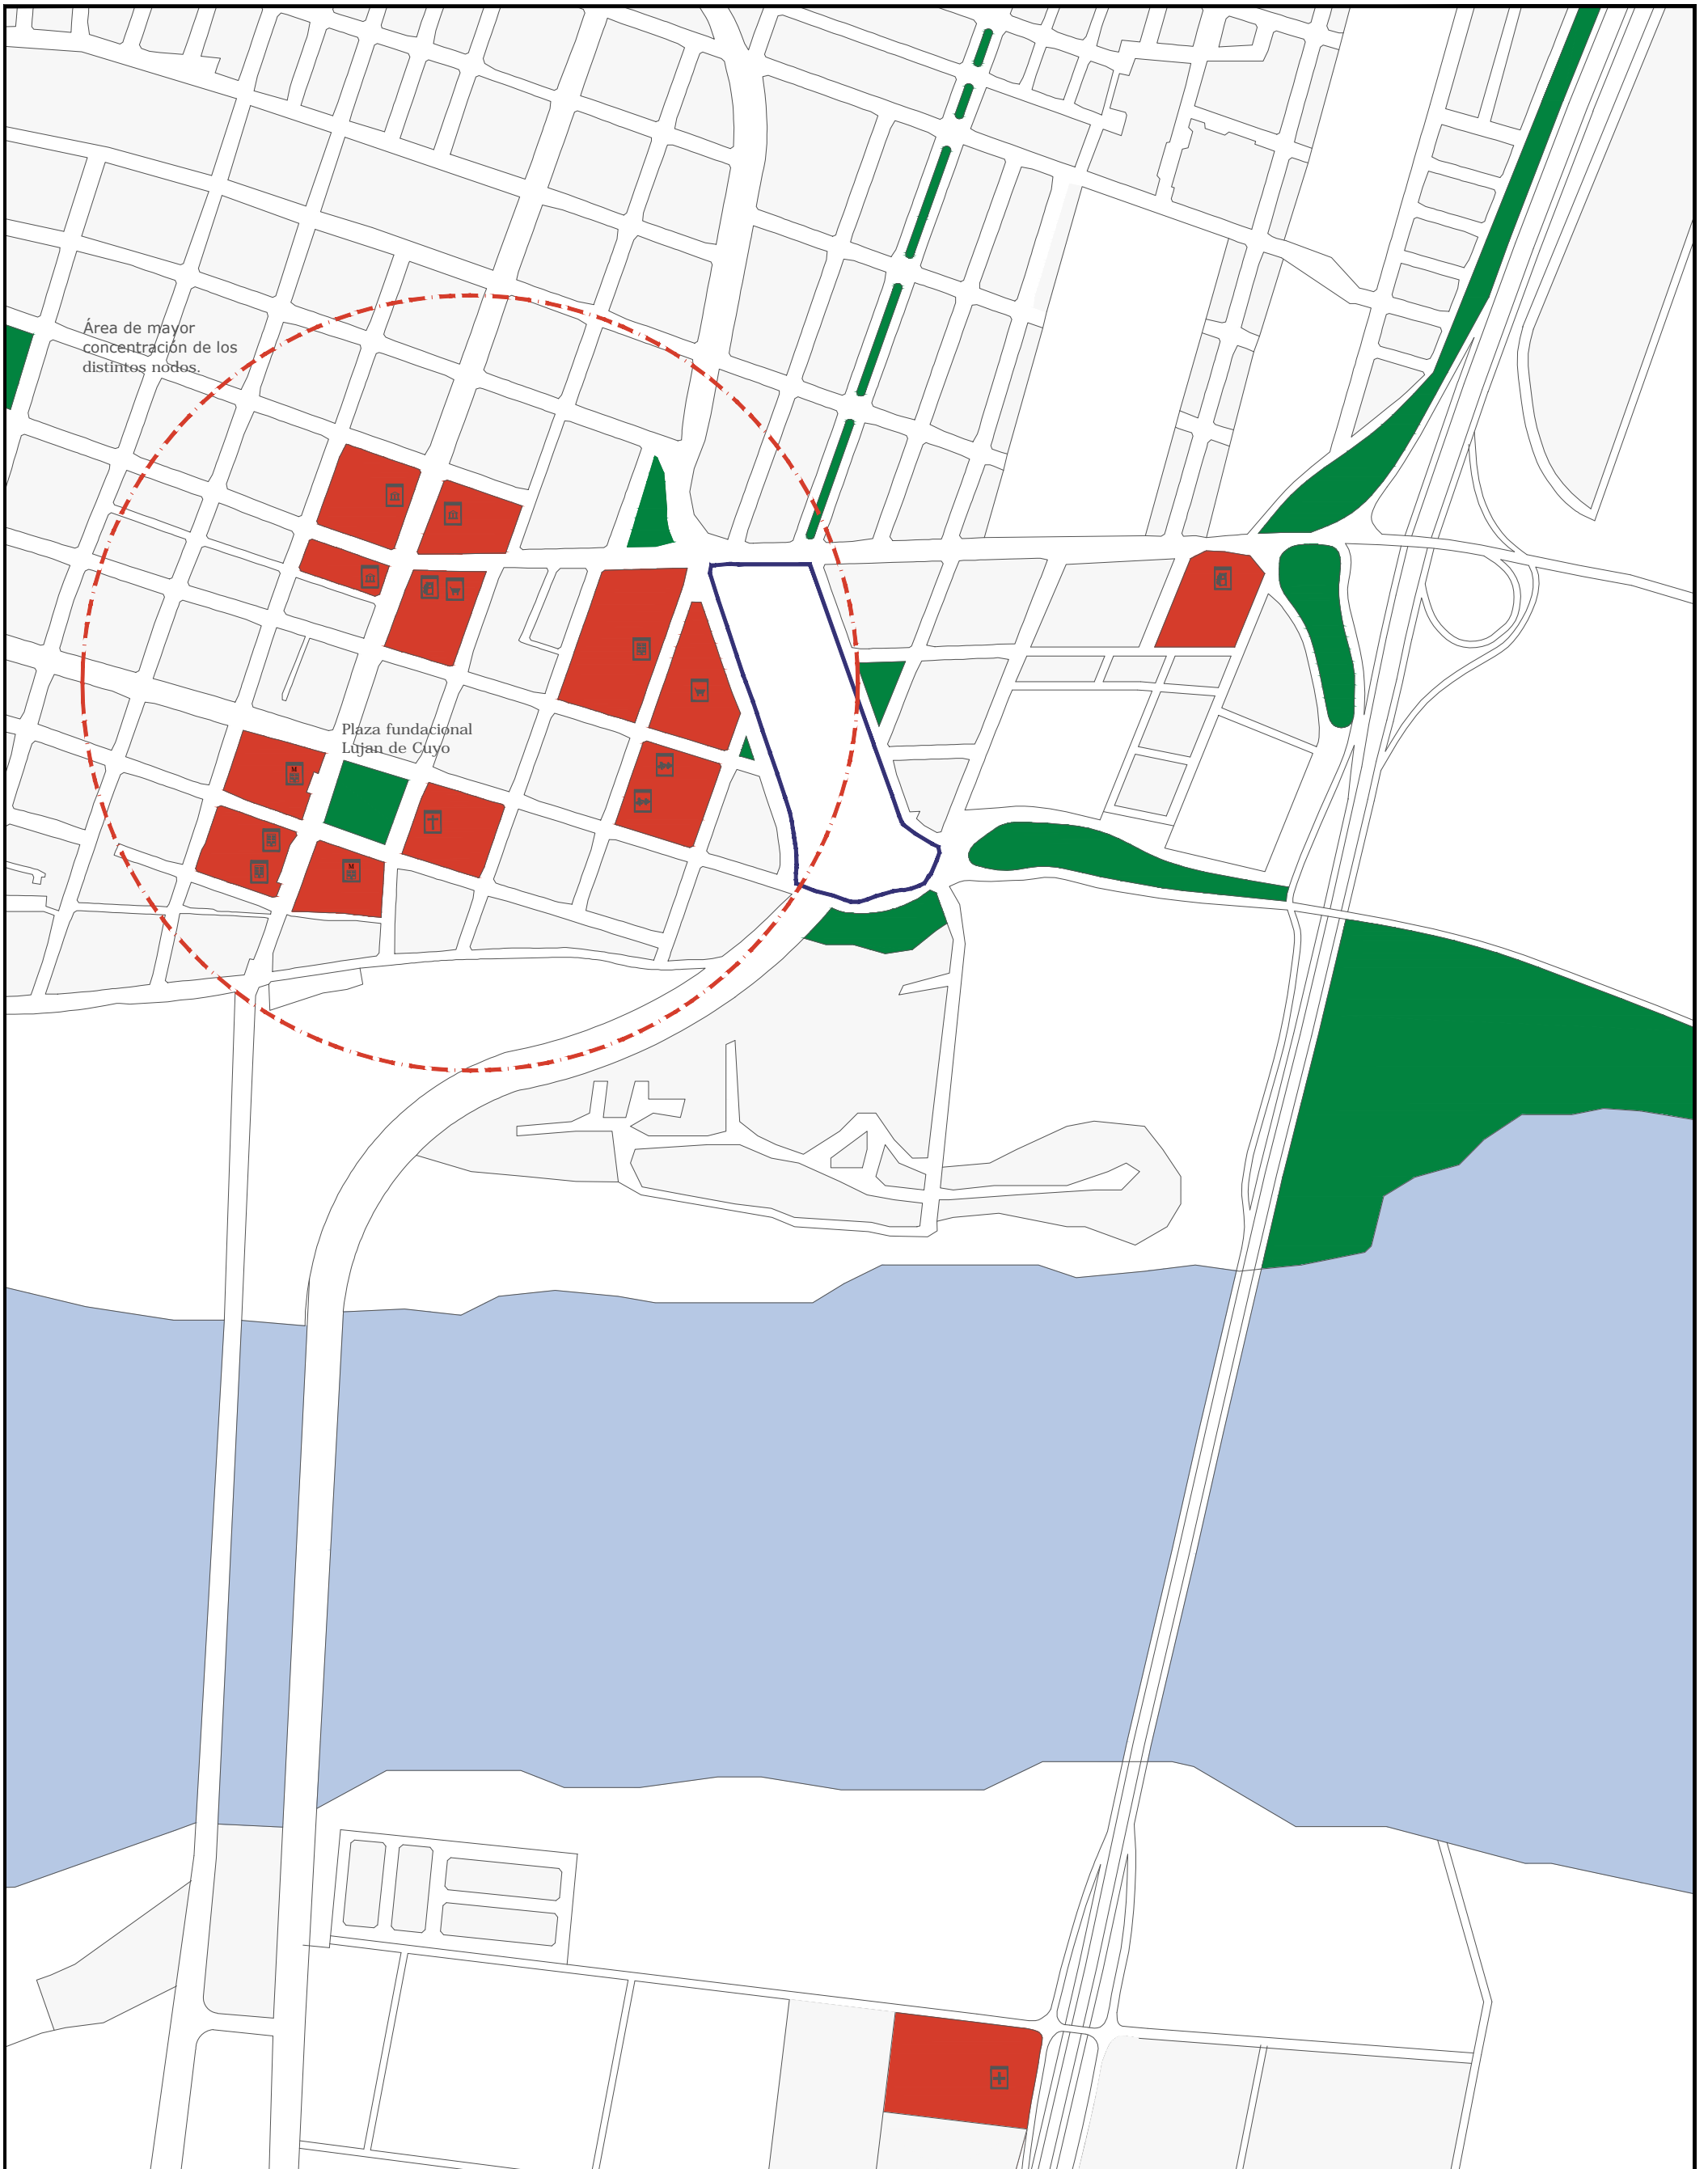 Área de mayor
concentración de los
distintos nodos.
Plaza fundacional
Lujan de Cuyo
M
M